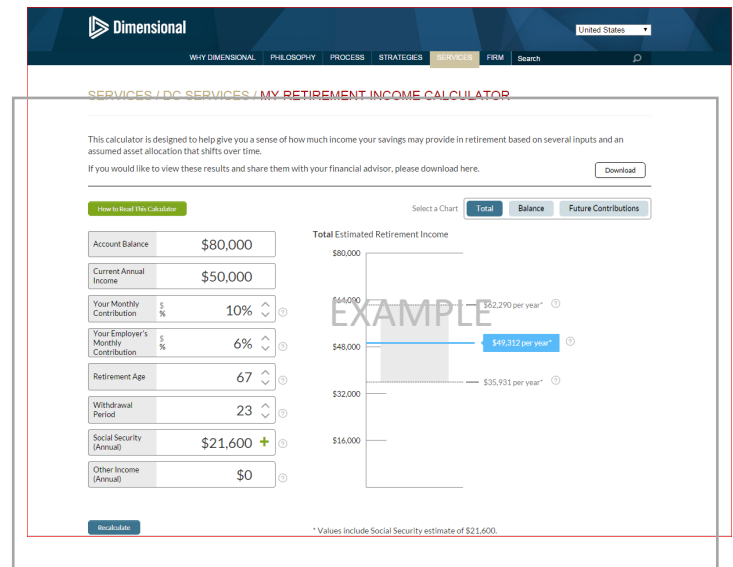 Dimensional
United States
WHY DIMENSIONAL PHILOSOPHY PROCESS STRATEGIES SERVICES FIRM Search
SERVICES / DC SERVICES / MY RETIREMENT INCOME CALCULATOR
This calculator is designed to help give you a sense of how much income your savings may provide in retirement based on several inputs and an
assumed asset allocation that shifts over time.
If you would like to view these results and share them with your financial advisor, please download here.
Download
How to Read This Calculator
Select a Chart Total Balance Future Contributions
Total Estimated Retirement Income
Account Balance $80,000
Current Annual
Income
$50,000
Your Monthly
Contribution
$
%
10%
?
Your Employer's
Monthly
Contribution
$
%
6%
?
Retirement Age 67 ?
Withdrawal
Period
23
?
Social Security
(Annual)
$21,600 +
?
Other Income
(Annual)
$0
?
Recalculate
$80,000
$64,000
$48,000
$32,000
$16,000
EXAMPLE
$62,290 per year* ?
$49,312 per year* ?
$35,931 per year* ?
* Values include Social Security estimate of $21,600.